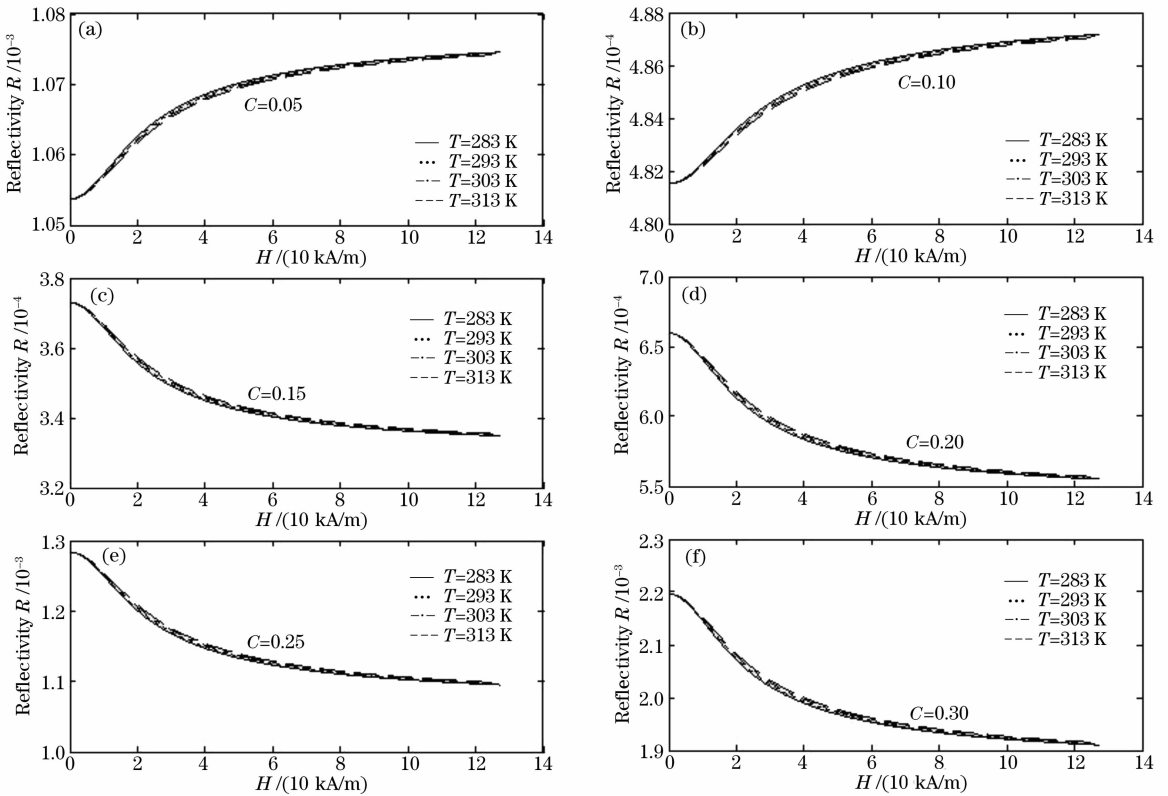 (a)
1.08
1.07
1.06
1.05
Reflectivity R /10⁻³
C=0.05
T=283 K
T=293 K
T=303 K
T=313 K
0 2 4 6 8 10 12 14
H /(10 kA/m)
(b)
4.88
4.86
4.84
4.82
4.80
Reflectivity R /10⁻⁴
C=0.10
T=283 K
T=293 K
T=303 K
T=313 K
0 2 4 6 8 10 12 14
H /(10 kA/m)
(c)
3.8
3.6
3.4
3.2
Reflectivity R /10⁻⁴
T=283 K
T=293 K
T=303 K
T=313 K
C=0.15
0 2 4 6 8 10 12 14
H /(10 kA/m)
(d)
7.0
6.5
6.0
5.5
Reflectivity R /10⁻⁴
T=283 K
T=293 K
T=303 K
T=313 K
C=0.20
0 2 4 6 8 10 12 14
H /(10 kA/m)
(e)
1.3
1.2
1.1
1.0
Reflectivity R /10⁻³
T=283 K
T=293 K
T=303 K
T=313 K
C=0.25
0 2 4 6 8 10 12 14
H /(10 kA/m)
(f)
2.3
2.2
2.1
2.0
1.9
Reflectivity R /10⁻³
T=283 K
T=293 K
T=303 K
T=313 K
C=0.30
0 2 4 6 8 10 12 14
H /(10 kA/m)